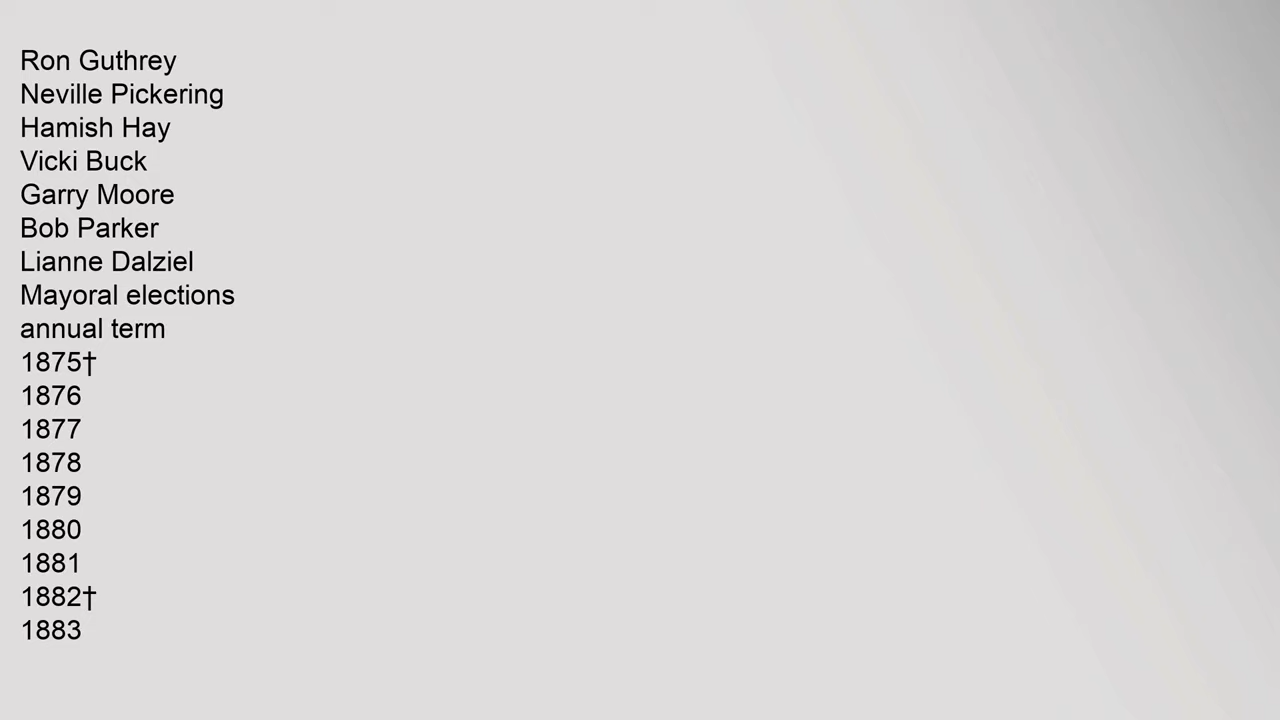 Ron Guthrey
Neville Pickering
Hamish Hay
Vicki Buck
Garry Moore
Bob Parker
Lianne Dalziel
Mayoral elections
annual term
1875†
1876
1877
1878
1879
1880
1881
1882†
1883